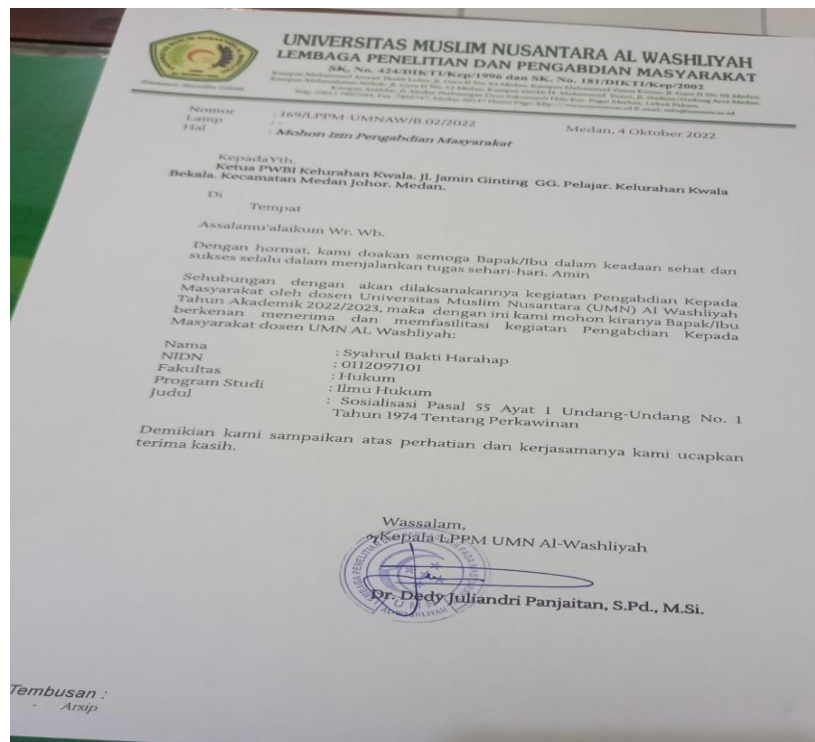 UNIVERSITAS MUSLIM NUSANTARA AL WASHLIYAH
LEMBAGA PENELITIAN DAN PENGABDIAN MASYARAKAT
SK. No. 424/DIKTI/Kep/1996 dan SK. No. 181/DIKTI/Kep/2002
Nomor : 369/LPPM-UMNAW/B.02/2022 Medan, 4 Oktober 2022
Lamp : -
Hal : Mohon Izin Pengabdian Masyarakat
KepadaYth.
Ketua PWBI Kelurahan Kwala. Jl. Jamin Ginting GG. Pelajar. Kelurahan Kwala
Bekala. Kecamatan Medan Johor. Medan.
Di
Tempat
Assalamu'alaikum Wr. Wb.
Dengan hormat, kami doakan semoga Bapak/Ibu dalam keadaan sehat dan
sukses selalu dalam menjalankan tugas sehari-hari. Amin
Sehubungan dengan akan dilaksanakannya kegiatan Pengabdian Kepada
Masyarakat oleh dosen Universitas Muslim Nusantara (UMN) Al Washliyah
Tahun Akademik 2022/2023, maka dengan ini kami mohon kiranya Bapak/Ibu
berkenan menerima dan memfasilitasi kegiatan Pengabdian Kepada
Masyarakat dosen UMN AL Washliyah:
Nama : Syahrul Bakti Harahap
NIDN : 0112097101
Fakultas : Hukum
Program Studi : Ilmu Hukum
Judul : Sosialisasi Pasal 55 Ayat 1 Undang-Undang No. 1
Tahun 1974 Tentang Perkawinan
Demikian kami sampaikan atas perhatian dan kerjasamanya kami ucapkan
terima kasih.
Wassalam,
Kepala LPPM UMN Al-Washliyah
Dr. Dedy Juliandri Panjaitan, S.Pd., M.Si.
Tembusan :
- Arsip